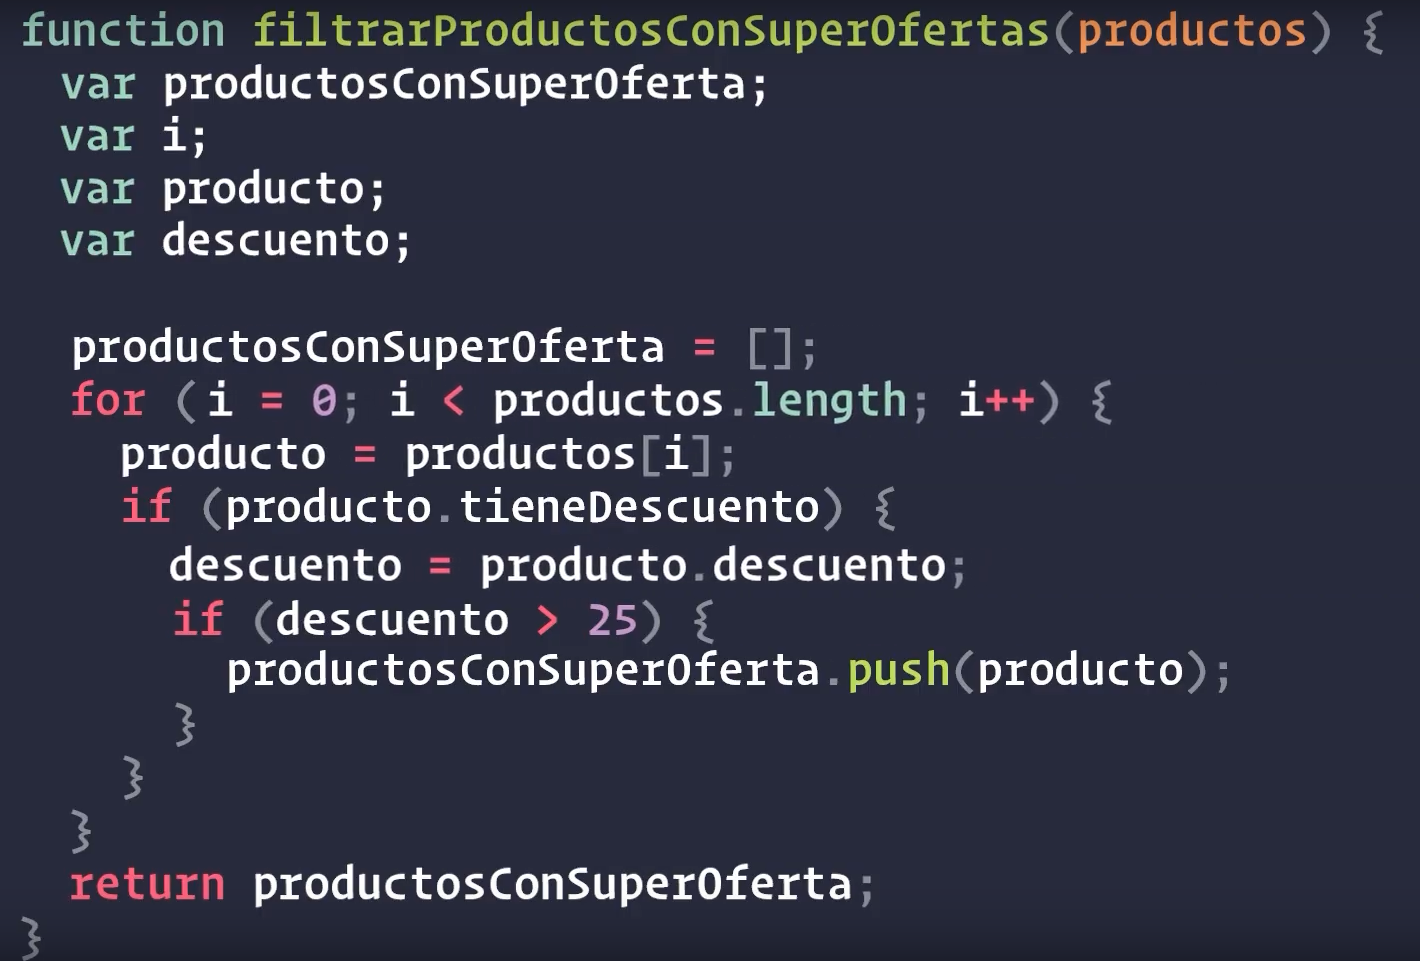 function filtrarProductosConSuperOfertas(productos) {
var productosConSuperOferta;
var i;
var producto;
var descuento;
productosConSuperOferta = [];
for (i = 0; i < productos.length; i++) {
producto = productos[i];
if (producto.tieneDescuento) {
descuento = producto.descuento;
if (descuento > 25) {
productosConSuperOferta.push(producto);
}
}
}
return productosConSuperOferta;
}